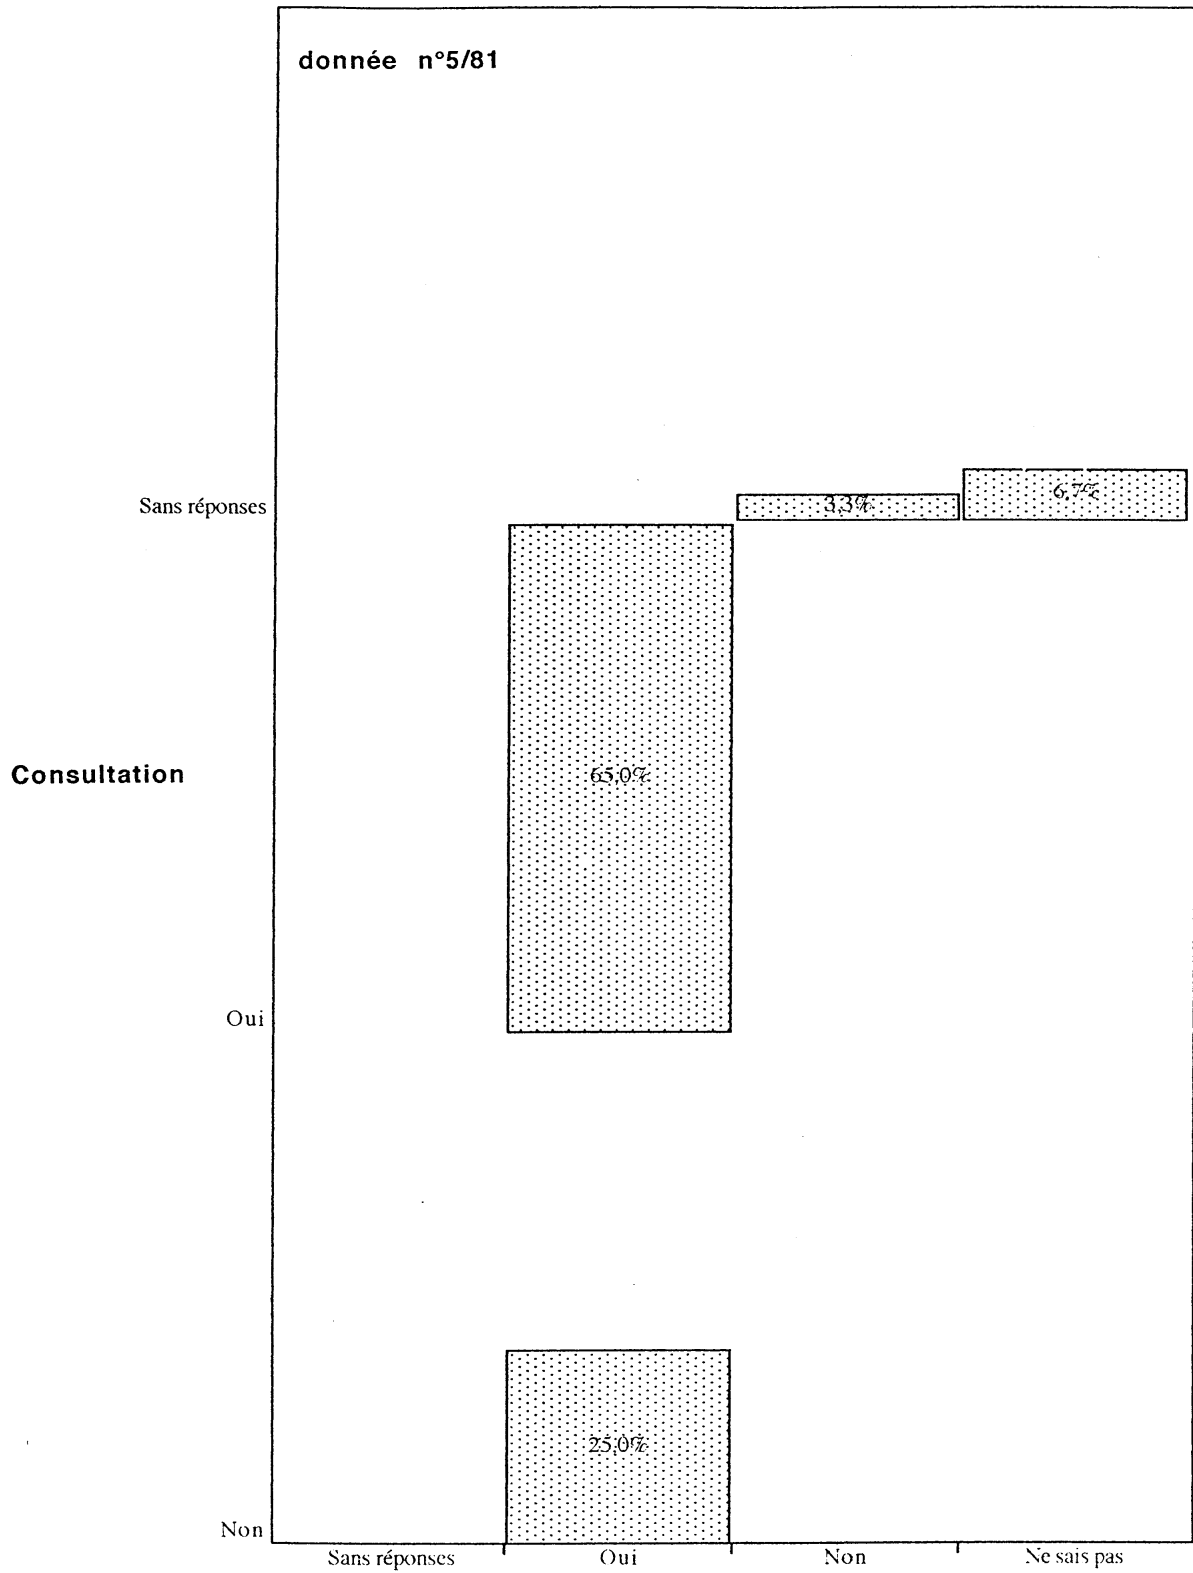 donnée n°5/81
Sans réponses
3,3%
6,7%
Consultation
65,0%
Oui
25,0%
Non
Sans réponses Oui Non Ne sais pas